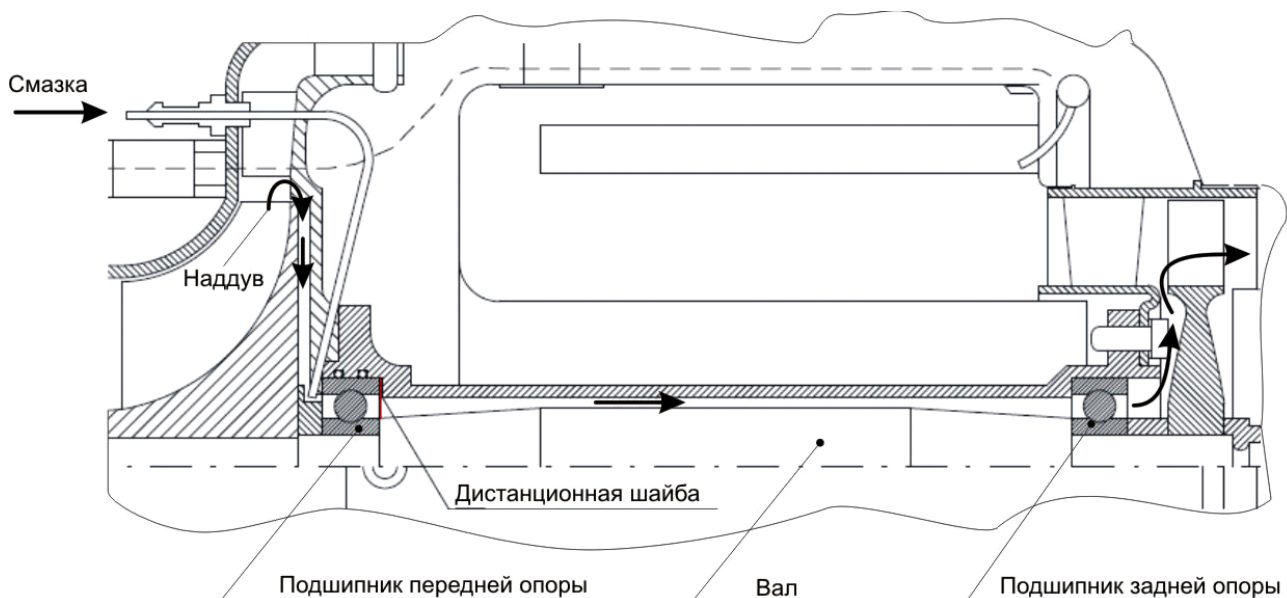 Смазка
Наддув
Дистанционная шайба
Подшипник передней опоры
Вал
Подшипник задней опоры